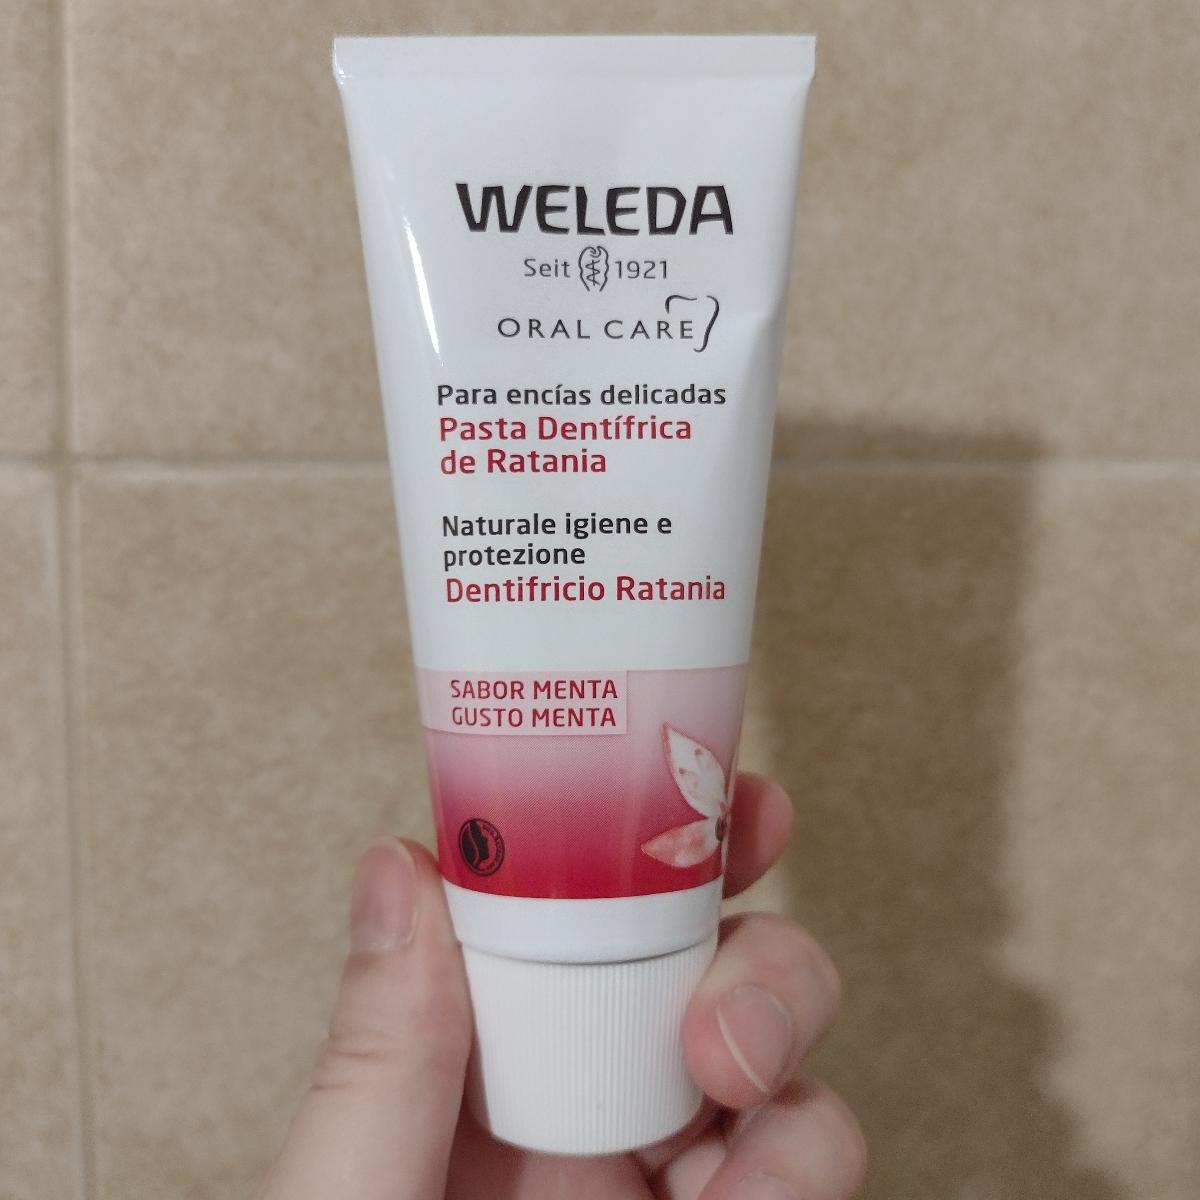 WELEDA
Seit 1921
ORAL CARE
Para encías delicadas
Pasta Dentífrica
de Ratania
Naturale igiene e
protezione
Dentifricio Ratania
SABOR MENTA
GUSTO MENTA